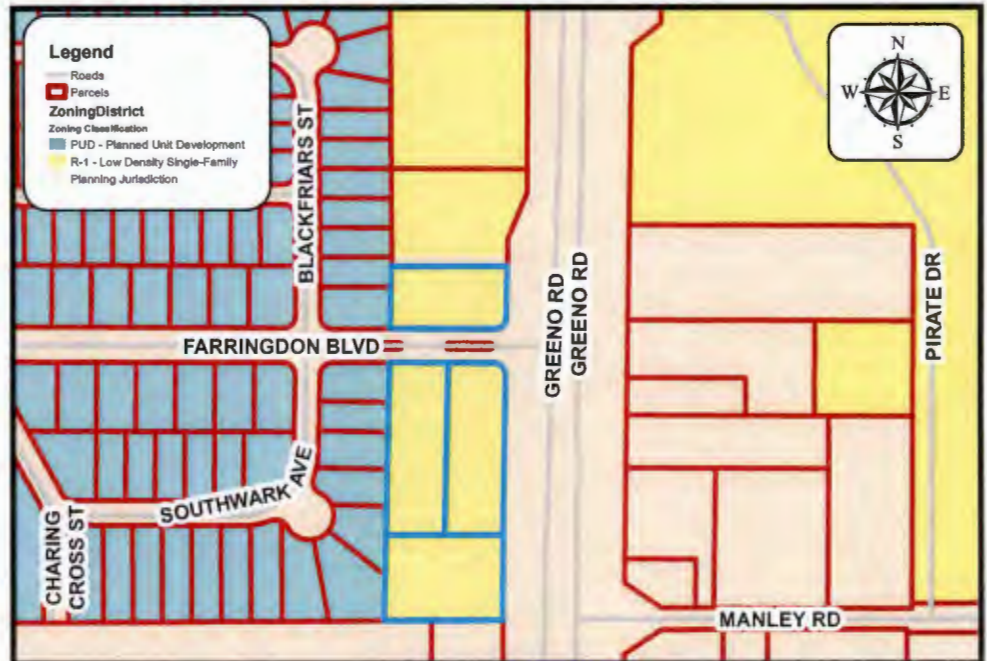 Legend
Roads
Parcels
ZoningDistrict
Zoning Classification
PUD - Planned Unit Development
R-1 - Low Density Single-Family
Planning Jurisdiction
N
W E
S
BLACKFRIARS ST
FARRINGDON BLVD
GREENO RD
GREENO RD
PIRATE DR
SOUTHWARK AVE
CHARING
CROSS ST
MANLEY RD